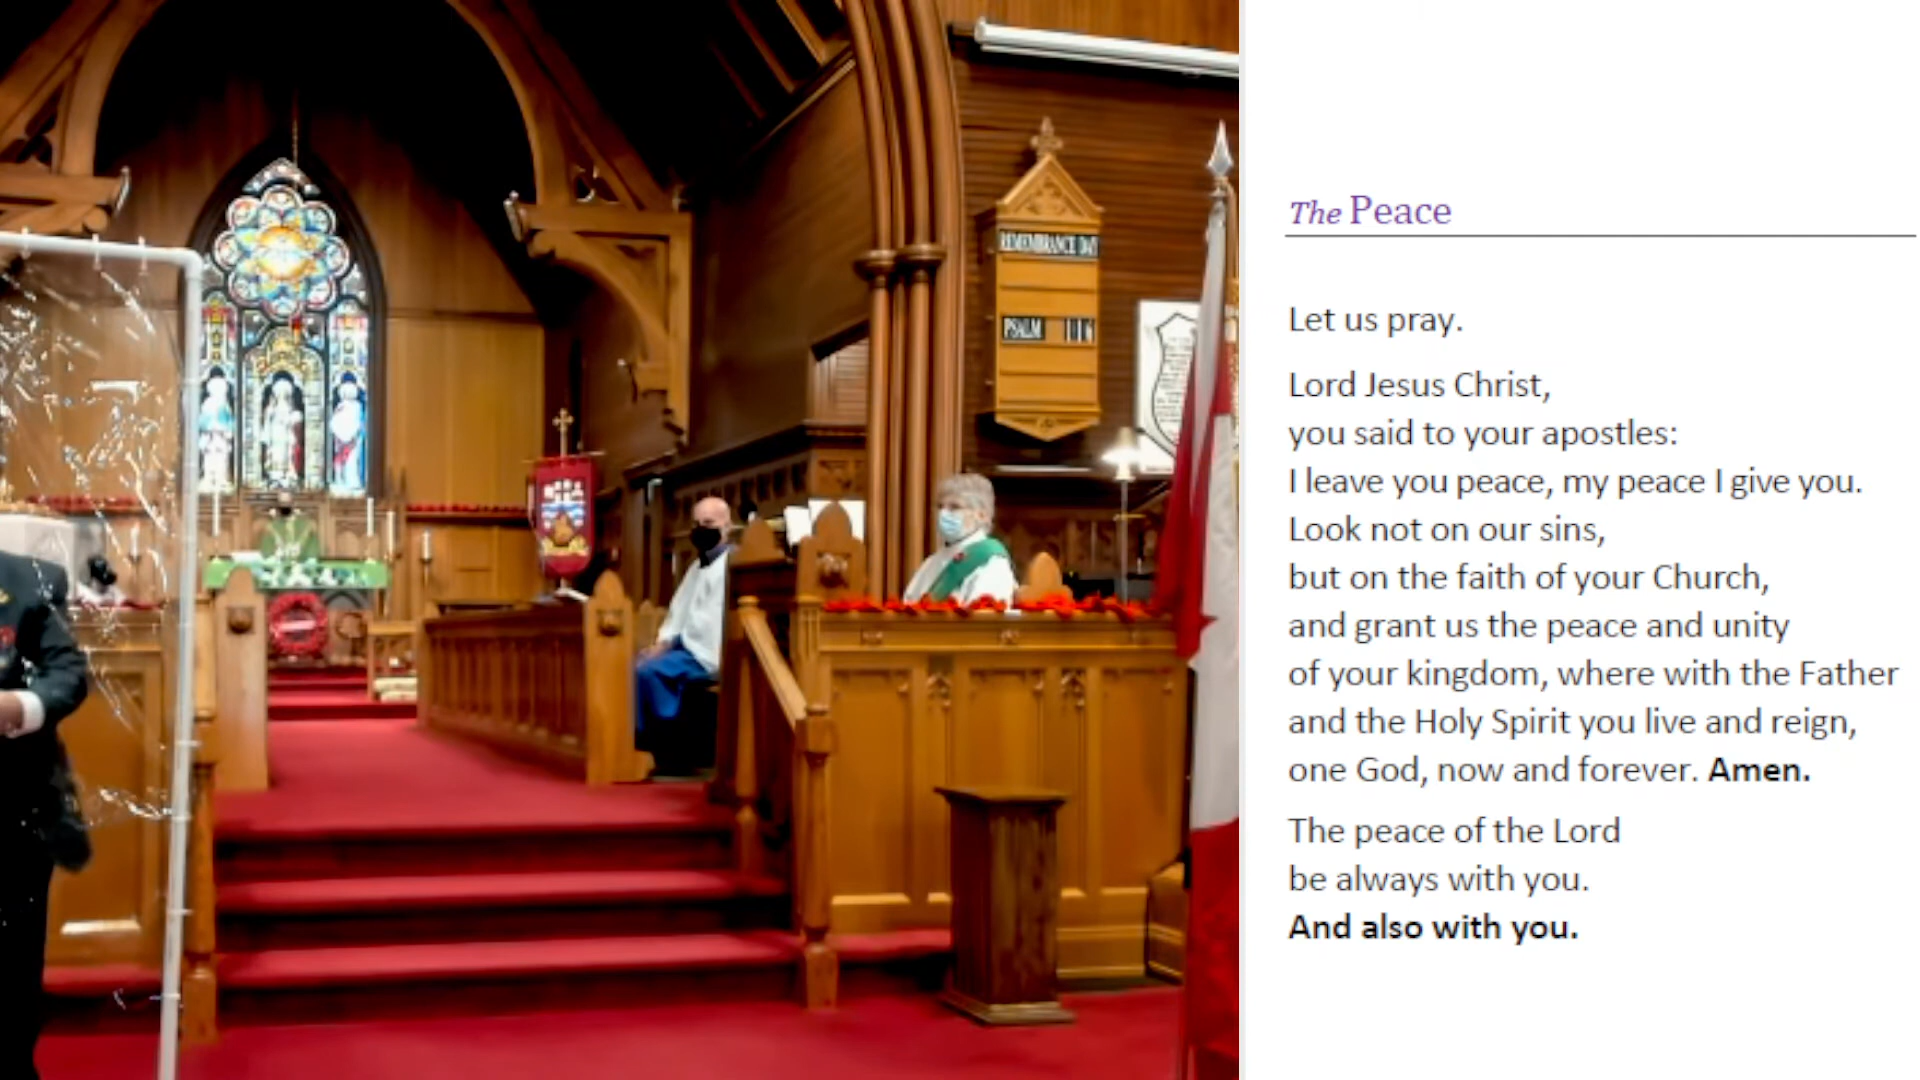 REMEMBRANCE DAY
PSALM 116
The Peace
Let us pray.
Lord Jesus Christ,
you said to your apostles:
I leave you peace, my peace I give you.
Look not on our sins,
but on the faith of your Church,
and grant us the peace and unity
of your kingdom, where with the Father
and the Holy Spirit you live and reign,
one God, now and forever. Amen.
The peace of the Lord
be always with you.
And also with you.